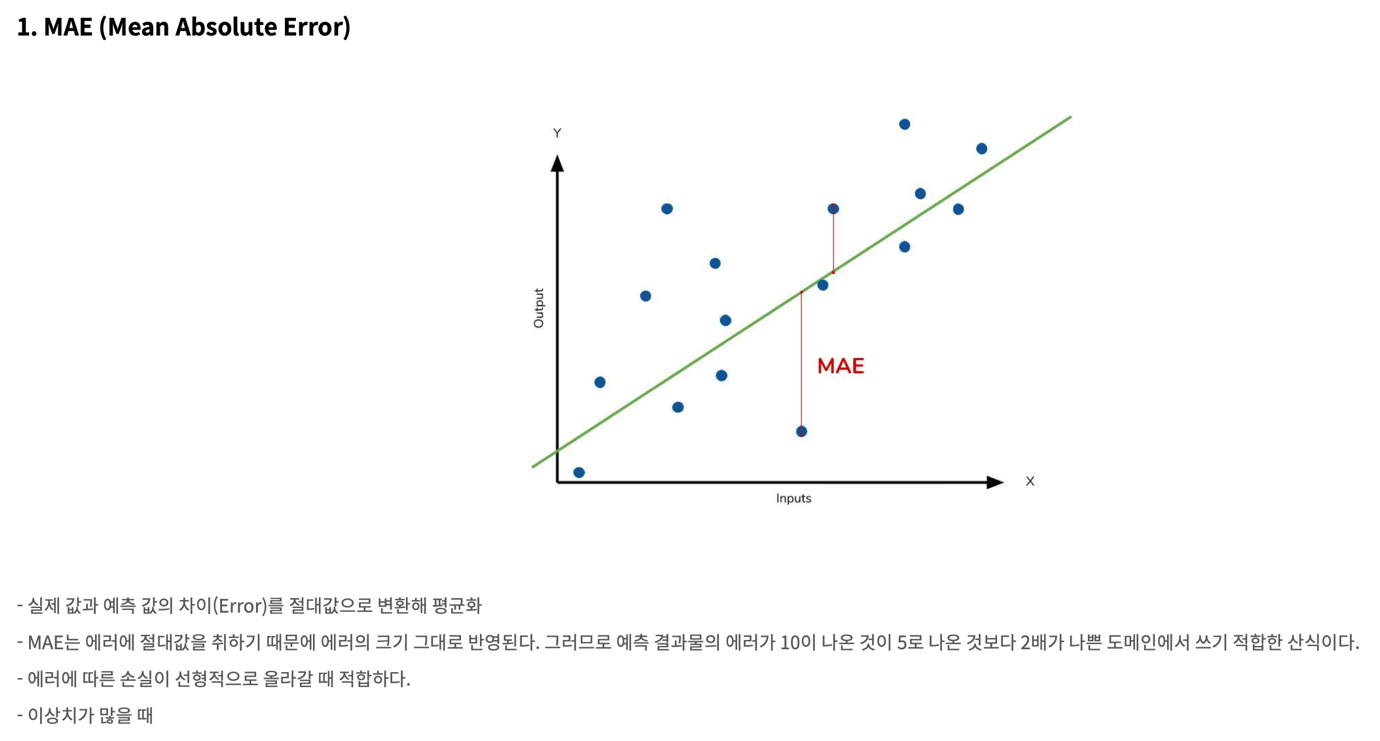 1. MAE (Mean Absolute Error)
Y
Output
MAE
X
Inputs
- 실제 값과 예측 값의 차이(Error)를 절대값으로 변환해 평균화
- MAE는 에러에 절대값을 취하기 때문에 에러의 크기 그대로 반영된다. 그러므로 예측 결과물의 에러가 10이 나온 것이 5로 나온 것보다 2배가 나쁜 도메인에서 쓰기 적합한 산식이다.
- 에러에 따른 손실이 선형적으로 올라갈 때 적합하다.
- 이상치가 많을 때